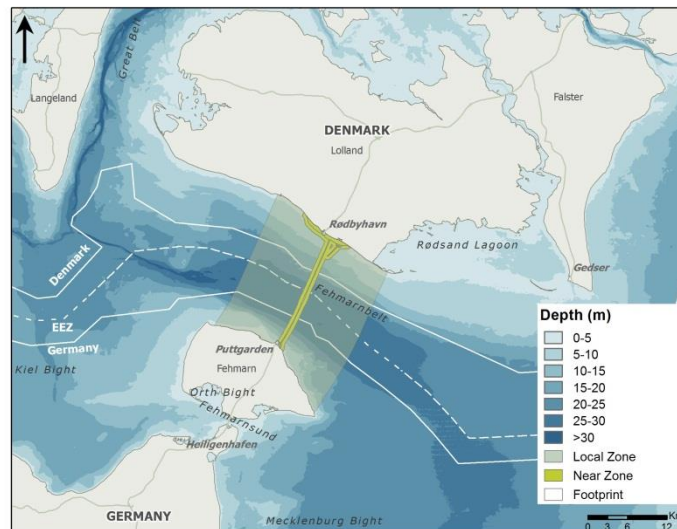 Great Belt
Langeland
DENMARK
Lolland
Falster
Rødbyhavn
Rødsand Lagoon
Gedser
Denmark
EEZ
Germany
Fehmarnbelt
Kiel Bight
Puttgarden
Fehmarn
Orth Bight
Fehmarnsund
Heiligenhafen
GERMANY
Mecklenburg Bight
Depth (m)
0-5
5-10
10-15
15-20
20-25
25-30
>30
Local Zone
Near Zone
Footprint
0 3 6 12